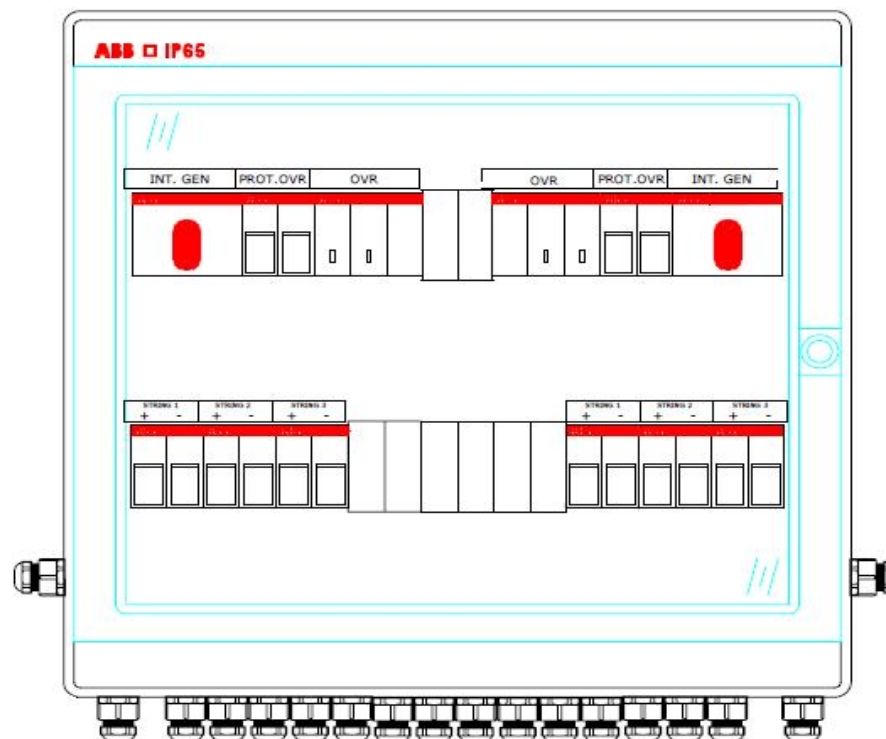 ABB IP65
INT. GEN PROT.OVR OVR OVR PROT.OVR INT. GEN
STRING 1 STRING 2 STRING 3 STRING 1 STRING 2 STRING 3
+ - + - + - + - + - + -